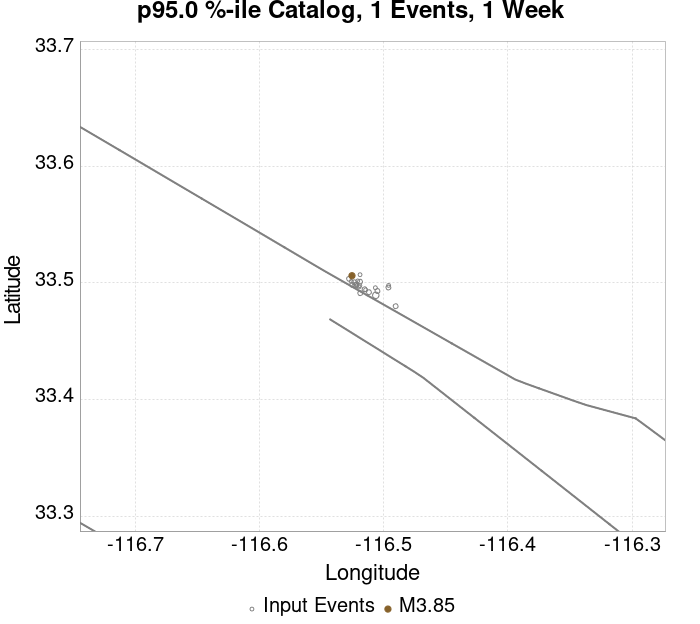 p95.0 %-ile Catalog, 1 Events, 1 Week
33.7
33.6
33.5
33.4
33.3
Latitude
-116.7 -116.6 -116.5 -116.4 -116.3
Longitude
Input Events M3.85